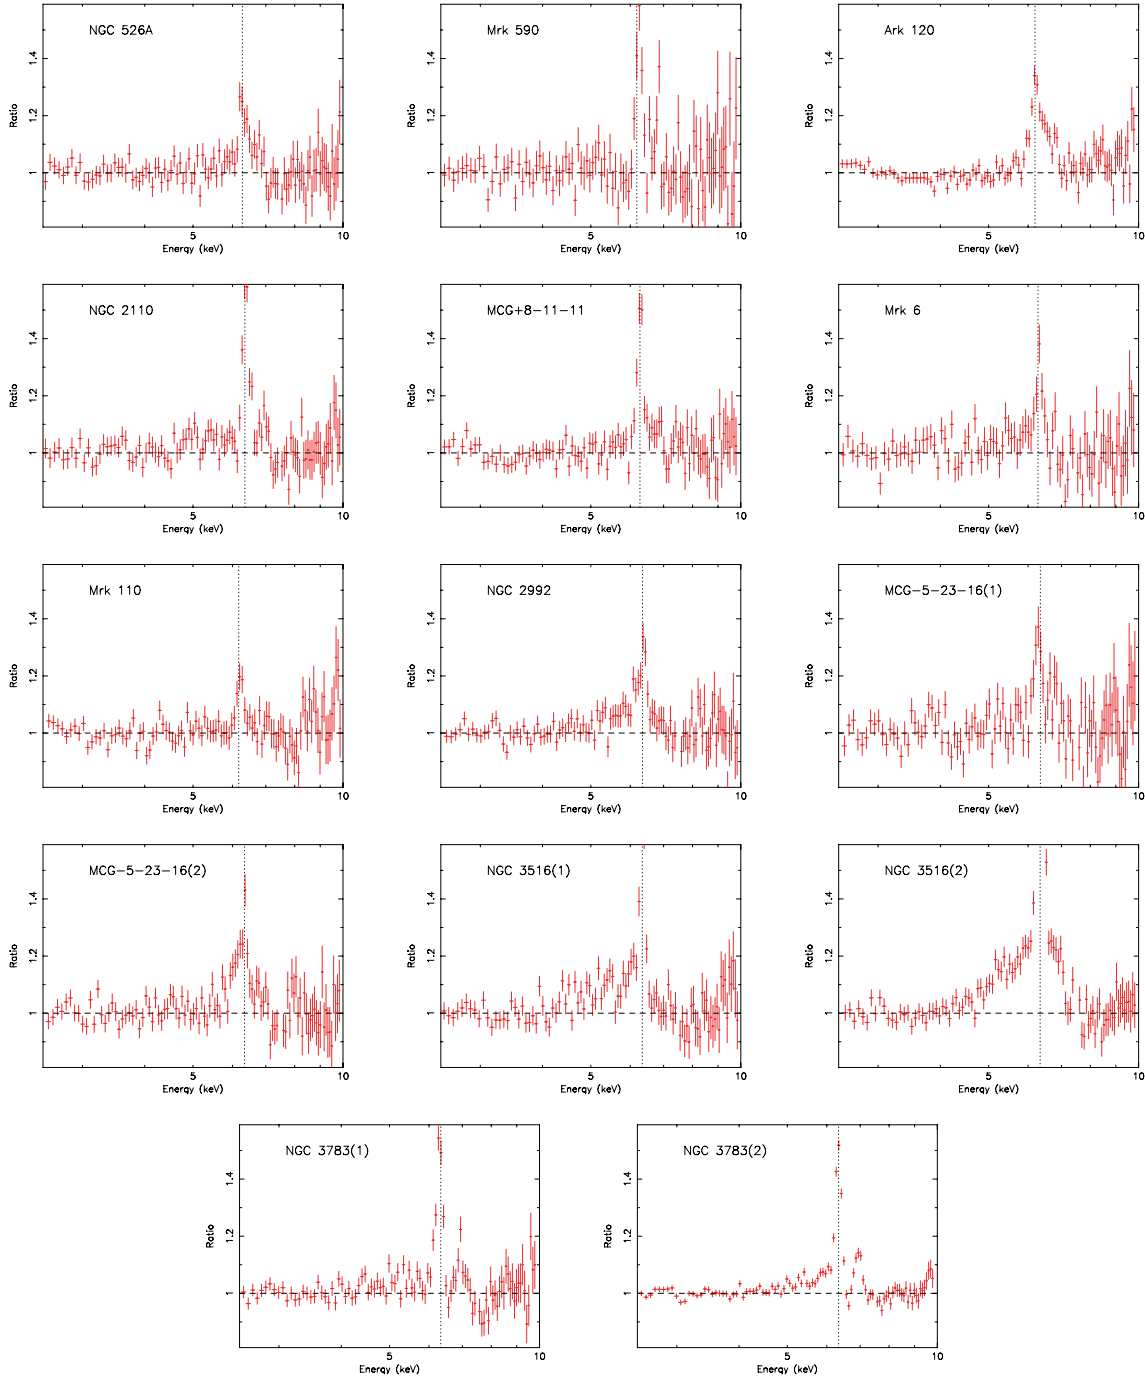 NGC 526A
Ratio
1
1.2
1.4
5
10
Energy (keV)
Mrk 590
Ratio
1
1.2
1.4
5
10
Energy (keV)
Ark 120
Ratio
1
1.2
1.4
5
10
Energy (keV)
NGC 2110
Ratio
1
1.2
1.4
5
10
Energy (keV)
MCG+8-11-11
Ratio
1
1.2
1.4
5
10
Energy (keV)
Mrk 6
Ratio
1
1.2
1.4
5
10
Energy (keV)
Mrk 110
Ratio
1
1.2
1.4
5
10
Energy (keV)
NGC 2992
Ratio
1
1.2
1.4
5
10
Energy (keV)
MCG-5-23-16(1)
Ratio
1
1.2
1.4
5
10
Energy (keV)
MCG-5-23-16(2)
Ratio
1
1.2
1.4
5
10
Energy (keV)
NGC 3516(1)
Ratio
1
1.2
1.4
5
10
Energy (keV)
NGC 3516(2)
Ratio
1
1.2
1.4
5
10
Energy (keV)
NGC 3783(1)
Ratio
1
1.2
1.4
5
10
Energy (keV)
NGC 3783(2)
Ratio
1
1.2
1.4
5
10
Energy (keV)